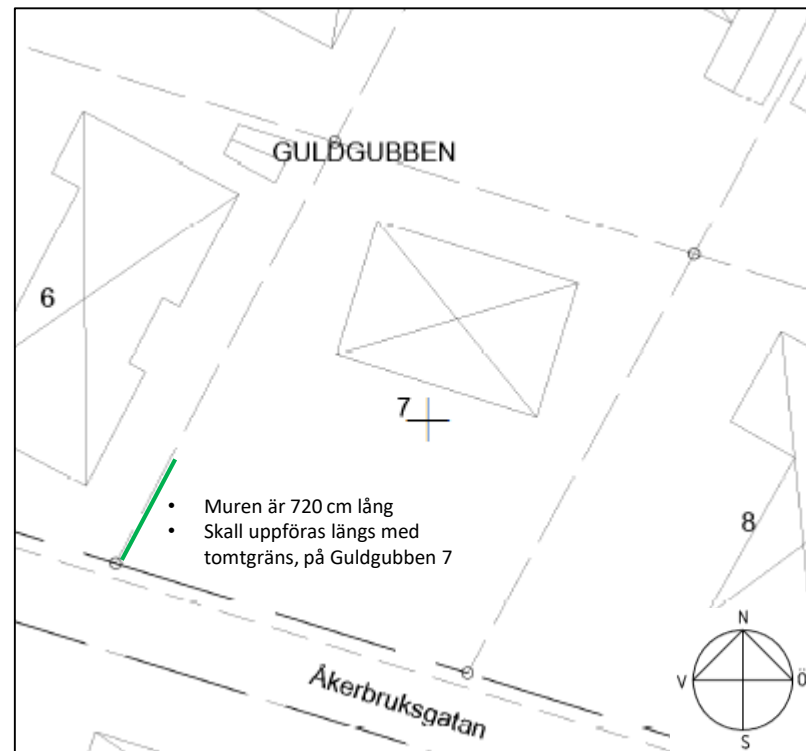 GULDGUBBEN
6
7
• Muren är 720 cm lång
• Skall uppföras längs med
tomtgräns, på Guldgubben 7
8
N
V Ö
S
Åkerbruksgatan